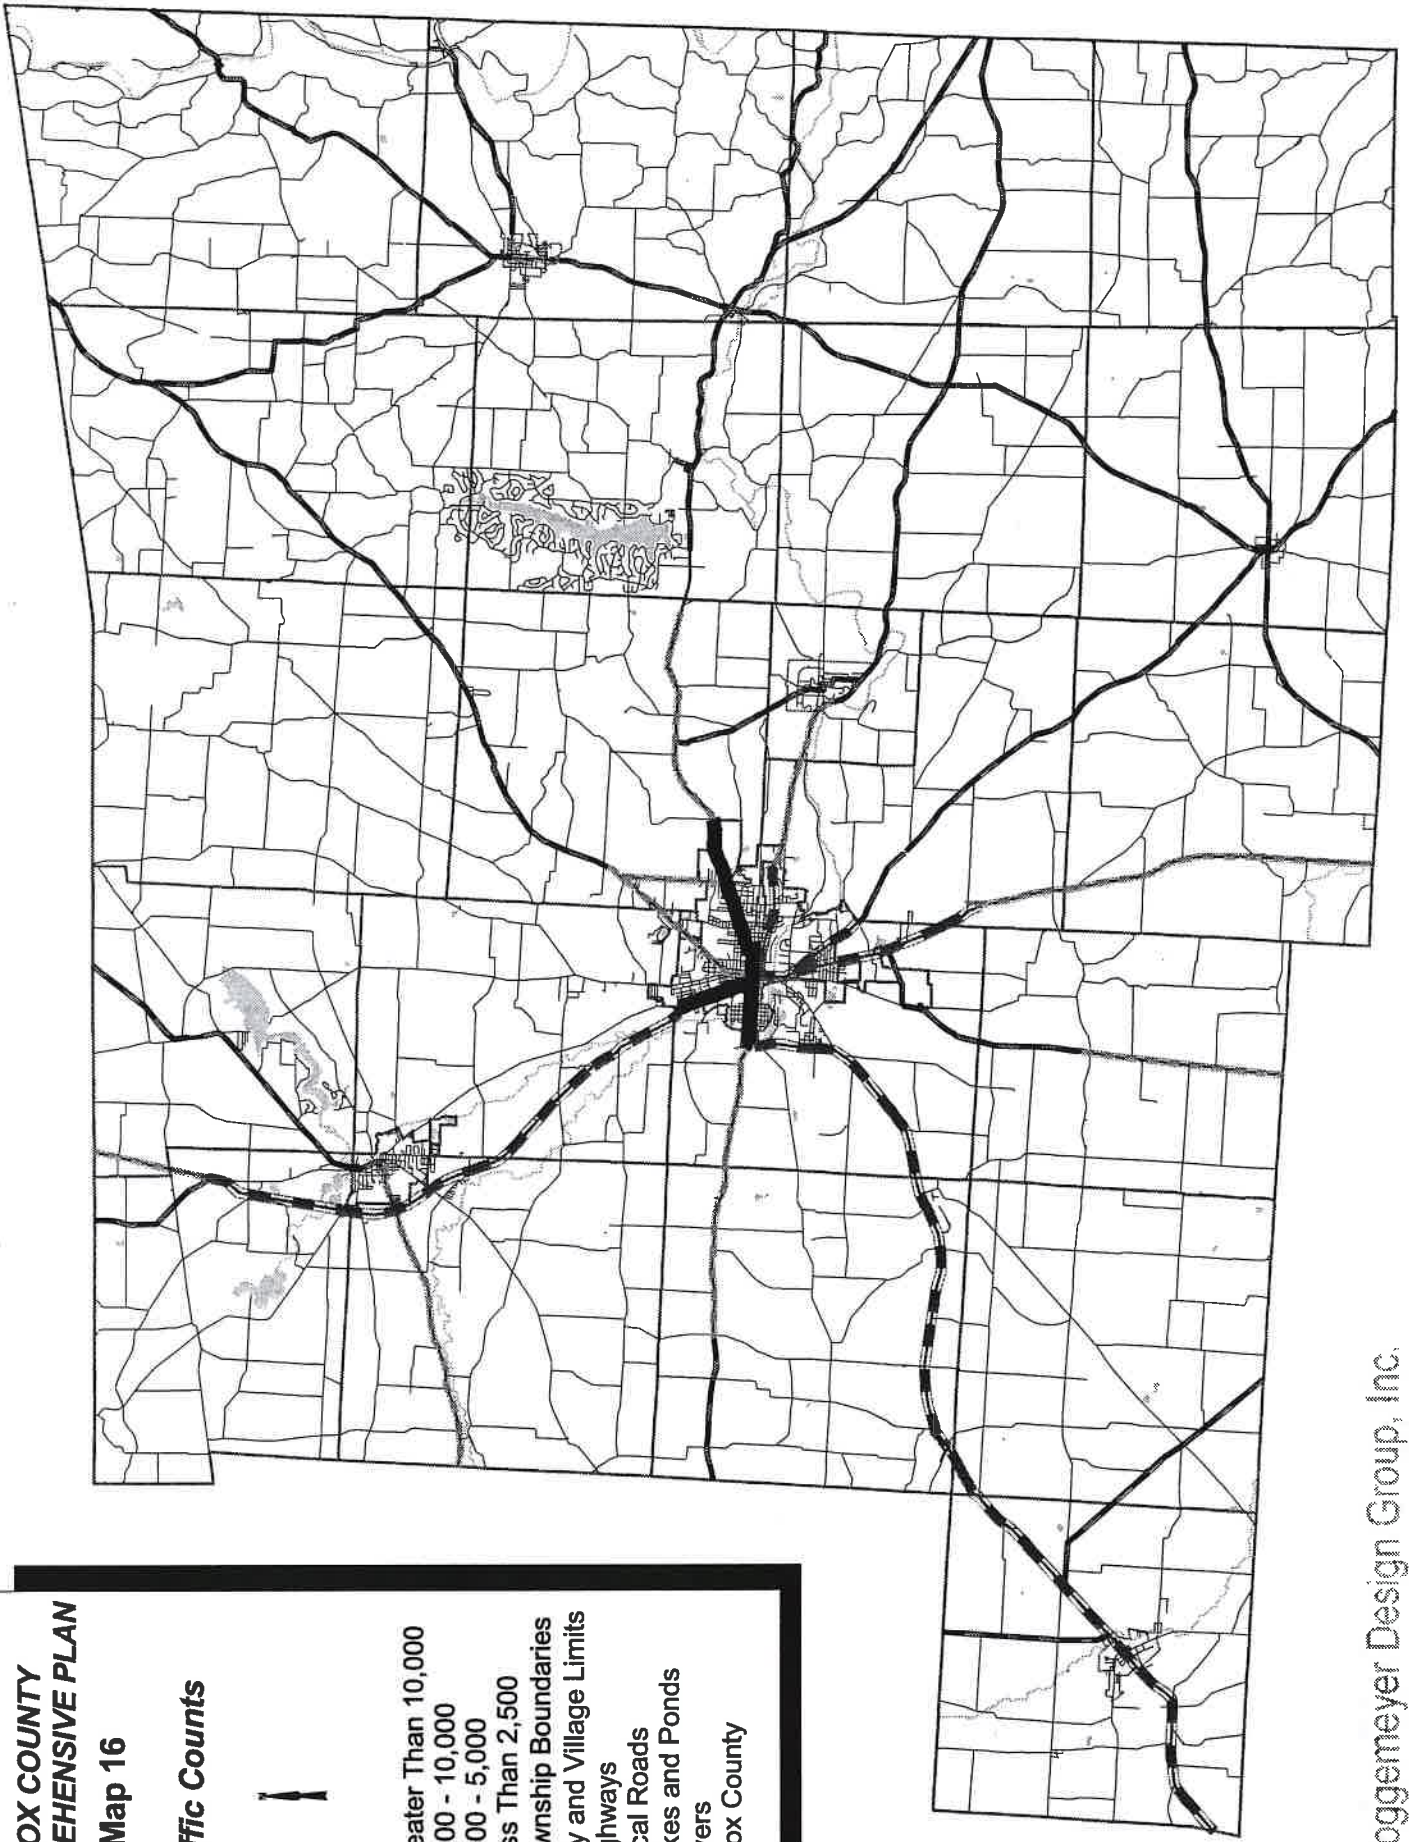 OX COUNTY
EHENSIVE PLAN
Map 16
ffic Counts
eater Than 10,000
00 - 10,000
00 - 5,000
ss Than 2,500
wnship Boundaries
y and Village Limits
ghways
cal Roads
kes and Ponds
vers
ox County
oggemeyer Design Group, Inc.